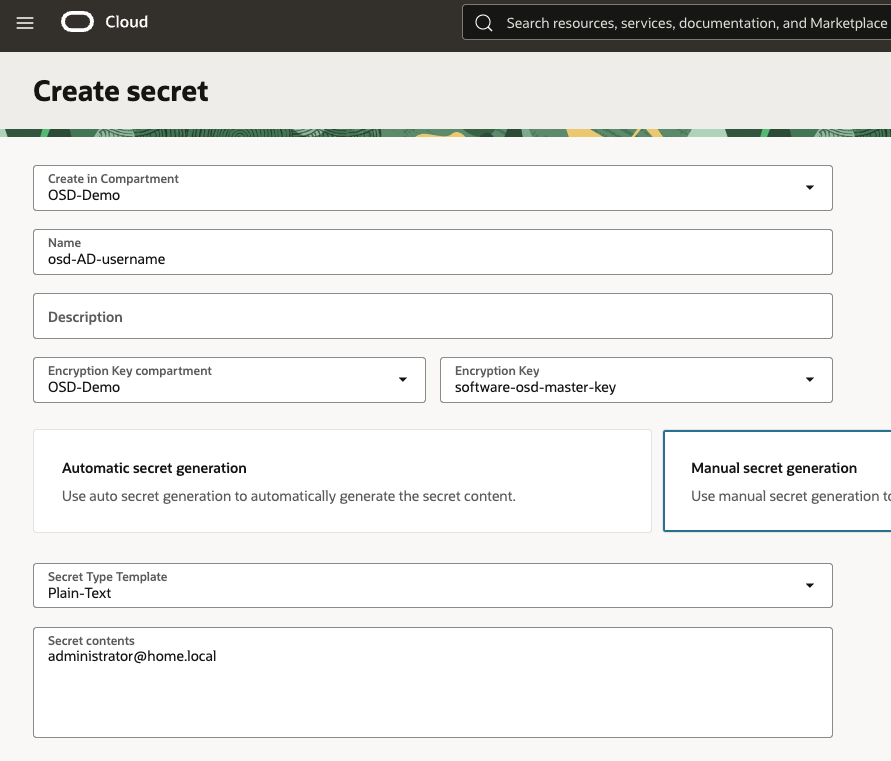 Cloud
Search resources, services, documentation, and Marketplace
Create secret
Create in Compartment
OSD-Demo
Name
osd-AD-username
Description
Encryption Key compartment
OSD-Demo
Encryption Key
software-osd-master-key
Automatic secret generation
Use auto secret generation to automatically generate the secret content.
Manual secret generation
Use manual secret generation to
Secret Type Template
Plain-Text
Secret contents
administrator@home.local